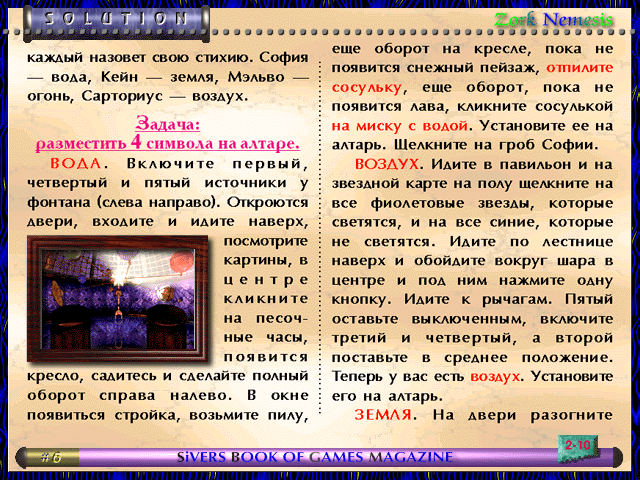 SOLUTION
Zork Nemesis
каждый назовет свою стихию. София
— вода, Кейн — земля, Мэльво —
огонь, Сарториус — воздух.
Задача:
разместить 4 символа на алтаре.
ВОДА. Включите первый,
четвертый и пятый источники у
фонтана (слева направо). Откроются
двери, входите и идите наверх,
посмотрите
картины, в
центре
кликните
на песоч-
ные часы,
появится
кресло, садитесь и сделайте полный
оборот справа налево. В окне
появиться стройка, возьмите пилу,
еще оборот на кресле, пока не
появится снежный пейзаж, отпилите
сосульку, еще оборот, пока не
появится лава, кликните сосулькой
на миску с водой. Установите ее на
алтарь. Щелкните на гроб Софии.
ВОЗДУХ. Идите в павильон и на
звездной карте на полу щелкните на
все фиолетовые звезды, которые
светятся, и на все синие, которые
не светятся. Идите по лестнице
наверх и обойдите вокруг шара в
центре и под ним нажмите одну
кнопку. Идите к рычагам. Пятый
оставьте выключенным, включите
третий и четвертый, а второй
поставьте в среднее положение.
Теперь у вас есть воздух. Установите
его на алтарь.
ЗЕМЛЯ. На двери разогните
#6
SiVERS BOOK OF GAMES MAGAZINE
2-10